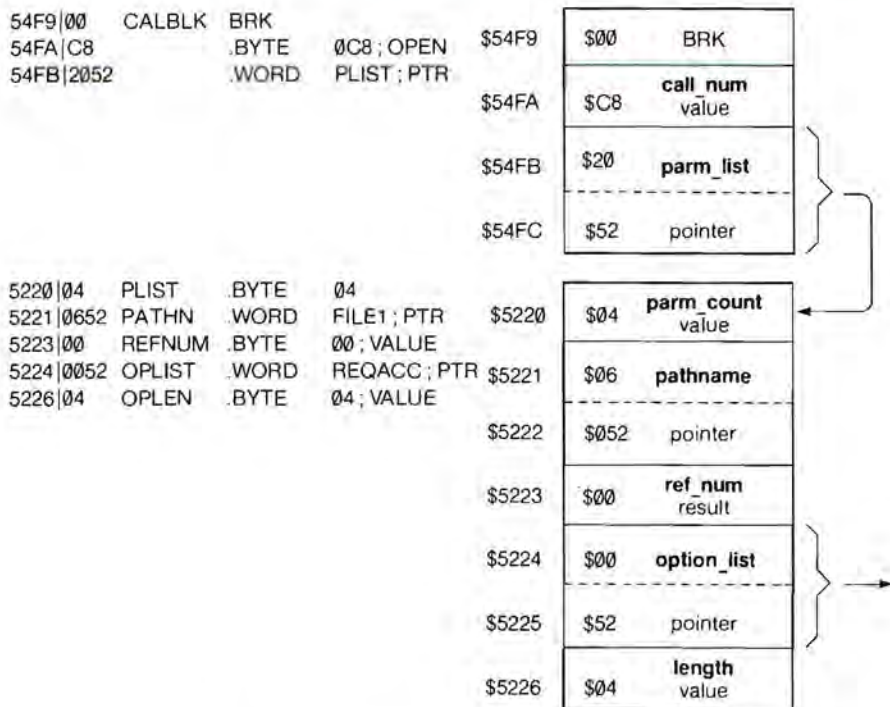 54F9|00 CALBLK BRK
54FA|C8 .BYTE 0C8 ; OPEN
54FB|2052 .WORD PLIST ; PTR
$54F9 $00 BRK
$54FA $C8 call_num
value
$54FB $20 parm_list
$54FC $52 pointer
5220|04 PLIST .BYTE 04
5221|0652 PATHN .WORD FILE1 ; PTR
5223|00 REFNUM .BYTE 00 ; VALUE
5224|0052 OPLIST .WORD REQACC ; PTR
5226|04 OPLEN .BYTE 04 ; VALUE
$5220 $04 parm_count
value
$5221 $06 pathname
$5222 $052 pointer
$5223 $00 ref_num
result
$5224 $00 option_list
$5225 $52 pointer
$5226 $04 length
value